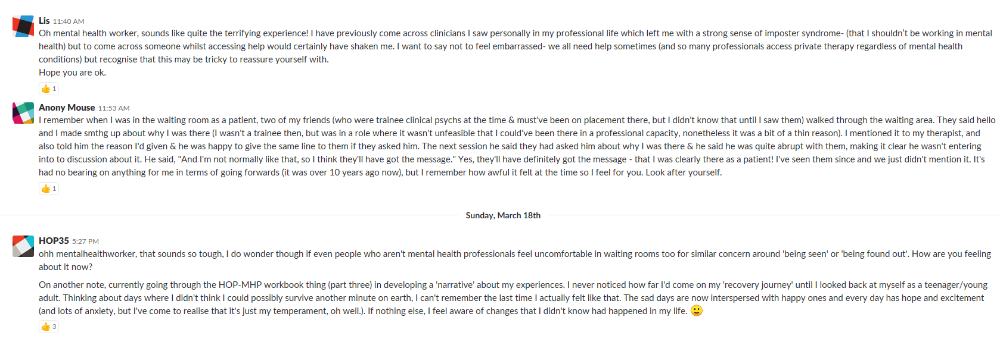 Lis 11:40 AM
Oh mental health worker, sounds like quite the terrifying experience! I have previously come across clinicians I saw personally in my professional life which left me with a strong sense of imposter syndrome- (that I shouldn't be working in mental
health) but to come across someone whilst accessing help would certainly have shaken me. I want to say not to feel embarrassed- we all need help sometimes (and so many professionals access private therapy regardless of mental health
conditions) but recognise that this may be tricky to reassure yourself with.
Hope you are ok.
👍 1
Anony Mouse 11:53 AM
I remember when I was in the waiting room as a patient, two of my friends (who were trainee clinical psychs at the time & must've been on placement there, but I didn't know that until I saw them) walked through the waiting area. They said hello
and I made smthg up about why I was there (I wasn't a trainee then, but was in a role where it wasn't unfeasible that I could've been there in a professional capacity, nonetheless it was a bit of a thin reason). I mentioned it to my therapist, and
also told him the reason I'd given & he was happy to give the same line to them if they asked him. The next session he said they had asked him about why I was there & he said he was quite abrupt with them, making it clear he wasn't entering
into to discussion about it. He said, "And I'm not normally like that, so I think they'll have got the message." Yes, they'll have definitely got the message - that I was clearly there as a patient! I've seen them since and we just didn't mention it. It's
had no bearing on anything for me in terms of going forwards (it was over 10 years ago now), but I remember how awful it felt at the time so I feel for you. Look after yourself.
👍 1
Sunday, March 18th
HOP35 5:27 PM
ohh mentalhealthworker, that sounds so tough, I do wonder though if even people who aren't mental health professionals feel uncomfortable in waiting rooms too for similar concern around 'being seen' or 'being found out'. How are you feeling
about it now?
On another note, currently going through the HOP-MHP workbook thing (part three) in developing a 'narrative' about my experiences. I never noticed how far I'd come on my 'recovery journey' until I looked back at myself as a teenager/young
adult. Thinking about days where I didn't think I could possibly survive another minute on earth, I can't remember the last time I actually felt like that. The sad days are now interspersed with happy ones and every day has hope and excitement
(and lots of anxiety, but I've come to realise that it's just my temperament, oh well.). If nothing else, I feel aware of changes that I didn't know had happened in my life. 🙂
👍 3